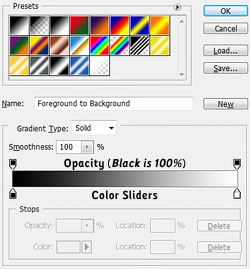 Presets
OK
Cancel
Load...
Save...
Name: Foreground to Background
New
Gradient Type: Solid
Smoothness: 100 %
Opacity (Black is 100%)
Color Sliders
Stops
Opacity: % Location: % Delete
Color: Location: % Delete